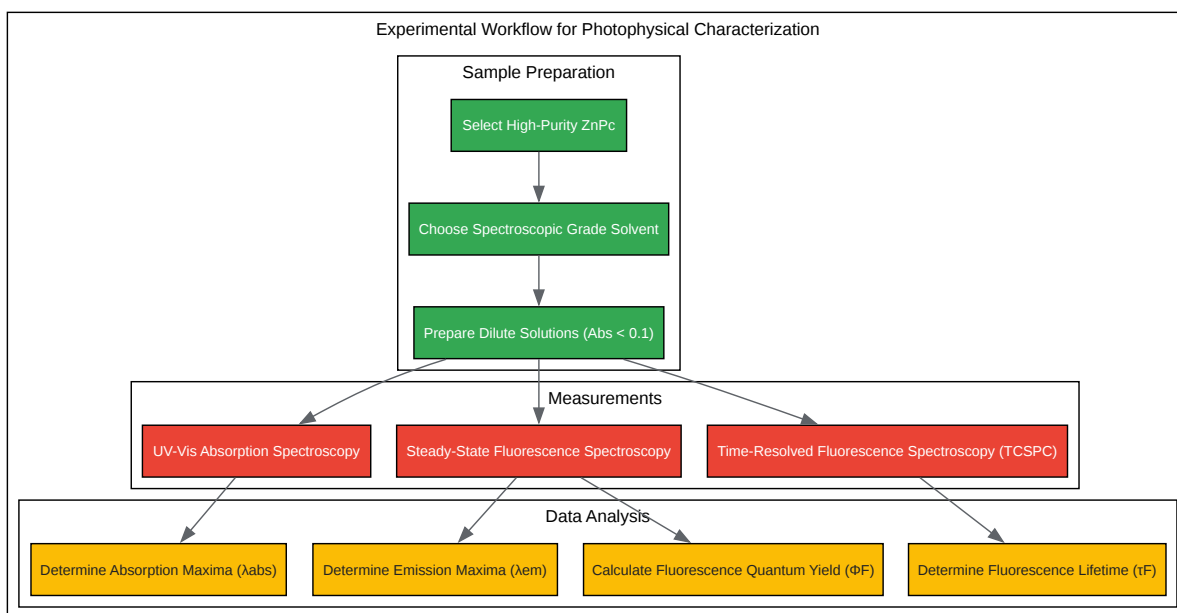 Experimental Workflow for Photophysical Characterization
Sample Preparation
Select High-Purity ZnPc
Choose Spectroscopic Grade Solvent
Prepare Dilute Solutions (Abs < 0.1)
Measurements
UV-Vis Absorption Spectroscopy
Steady-State Fluorescence Spectroscopy
Time-Resolved Fluorescence Spectroscopy (TCSPC)
Data Analysis
Determine Absorption Maxima (λabs)
Determine Emission Maxima (λem)
Calculate Fluorescence Quantum Yield (ΦF)
Determine Fluorescence Lifetime (τF)